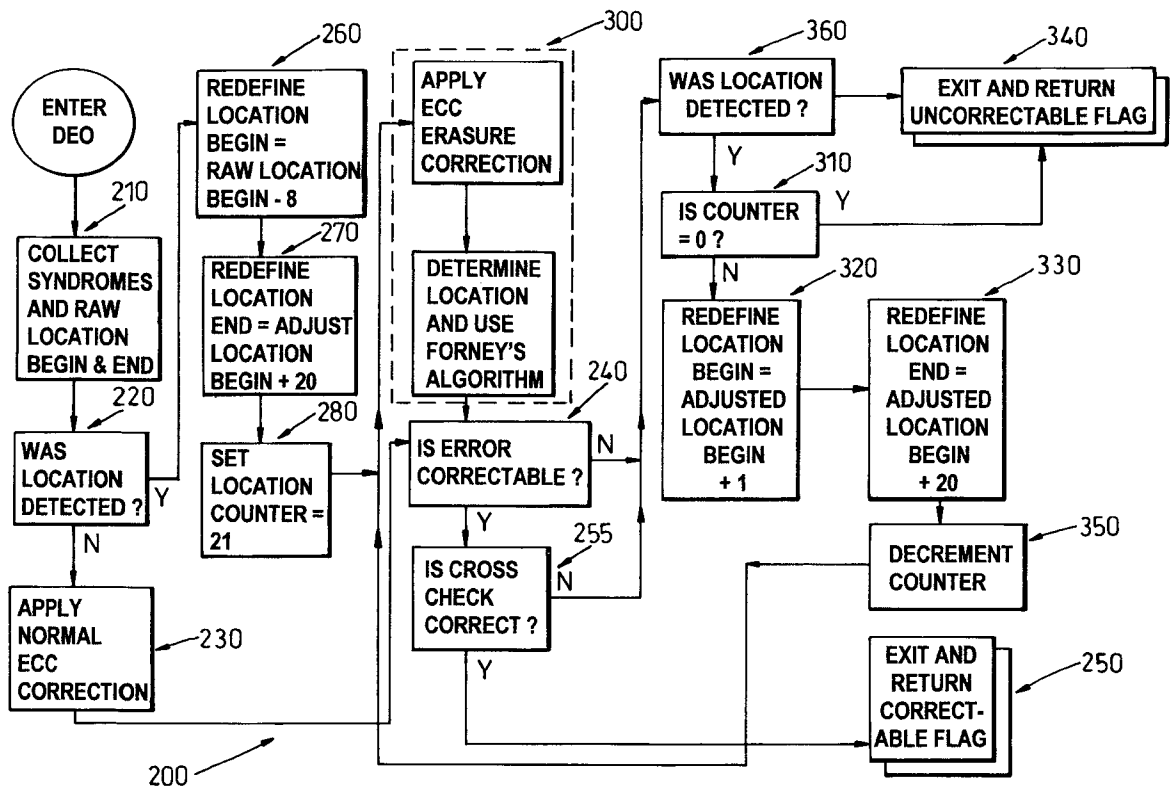 ENTER
DEO
210
COLLECT
SYNDROMES
AND RAW
LOCATION
BEGIN & END
220
WAS
LOCATION
DETECTED ?
Y
N
APPLY
NORMAL
ECC
CORRECTION
230
200
260
REDEFINE
LOCATION
BEGIN =
RAW LOCATION
BEGIN - 8
270
REDEFINE
LOCATION
END = ADJUST
LOCATION
BEGIN + 20
280
SET
LOCATION
COUNTER =
21
300
APPLY
ECC
ERASURE
CORRECTION
DETERMINE
LOCATION
AND USE
FORNEY'S
ALGORITHM
240
IS ERROR
CORRECTABLE ?
N
Y
255
IS CROSS
CHECK
CORRECT ?
N
Y
360
WAS LOCATION
DETECTED ?
Y
310
IS COUNTER
= 0 ?
Y
N
320
REDEFINE
LOCATION
BEGIN =
ADJUSTED
LOCATION
BEGIN
+ 1
330
REDEFINE
LOCATION
END =
ADJUSTED
LOCATION
BEGIN
+ 20
340
EXIT AND RETURN
UNCORRECTABLE FLAG
350
DECREMENT
COUNTER
EXIT AND
RETURN
CORRECT-
ABLE FLAG
250